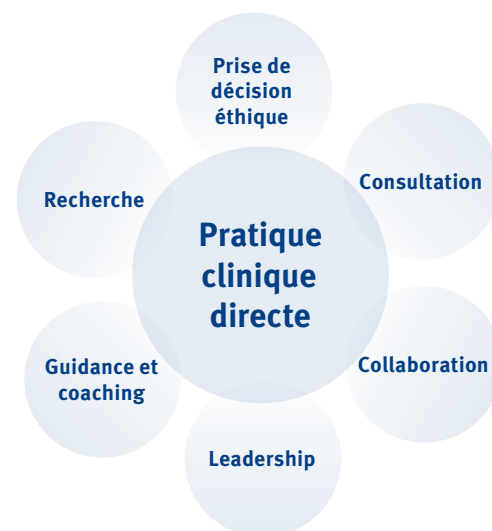 Prise de
décision
éthique
Consultation
Recherche
Pratique
clinique
directe
Guidance et
coaching
Collaboration
Leadership